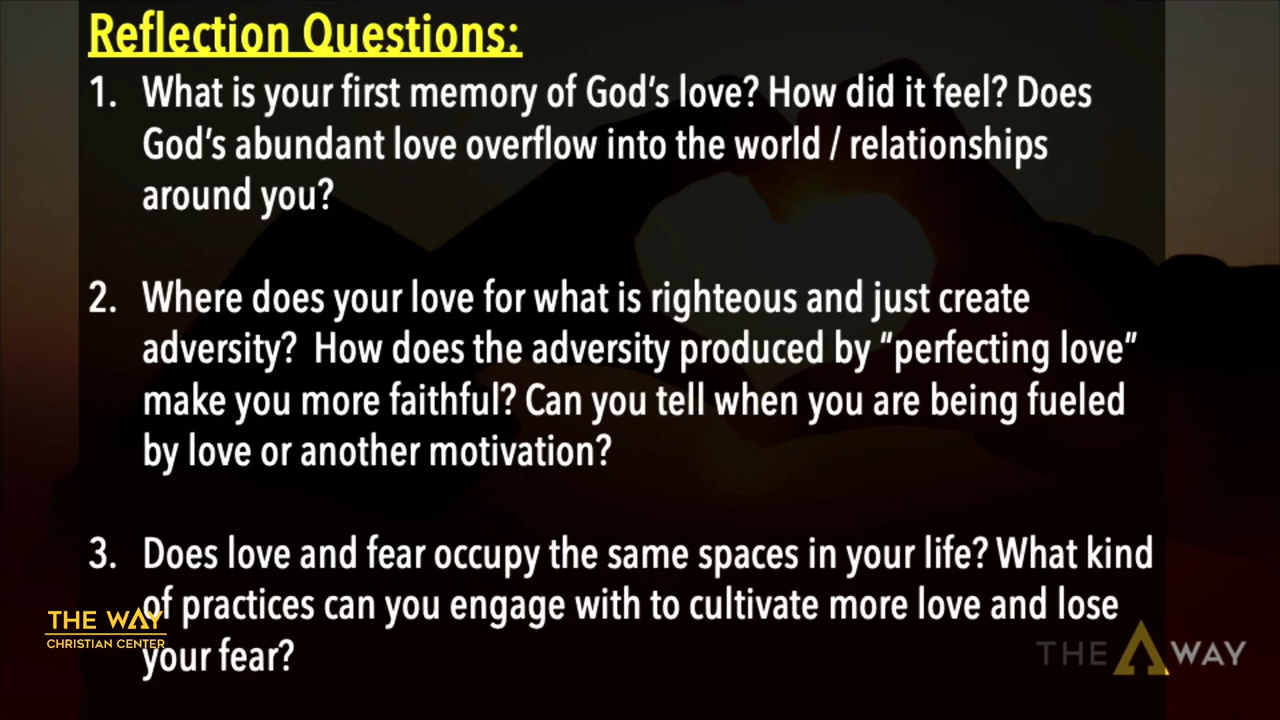 Reflection Questions:
1. What is your first memory of God's love? How did it feel? Does
God's abundant love overflow into the world / relationships
around you?
2. Where does your love for what is righteous and just create
adversity? How does the adversity produced by “perfecting love”
make you more faithful? Can you tell when you are being fueled
by love or another motivation?
3. Does love and fear occupy the same spaces in your life? What kind
of practices can you engage with to cultivate more love and lose
your fear?
THE WAY
CHRISTIAN CENTER
THE WAY